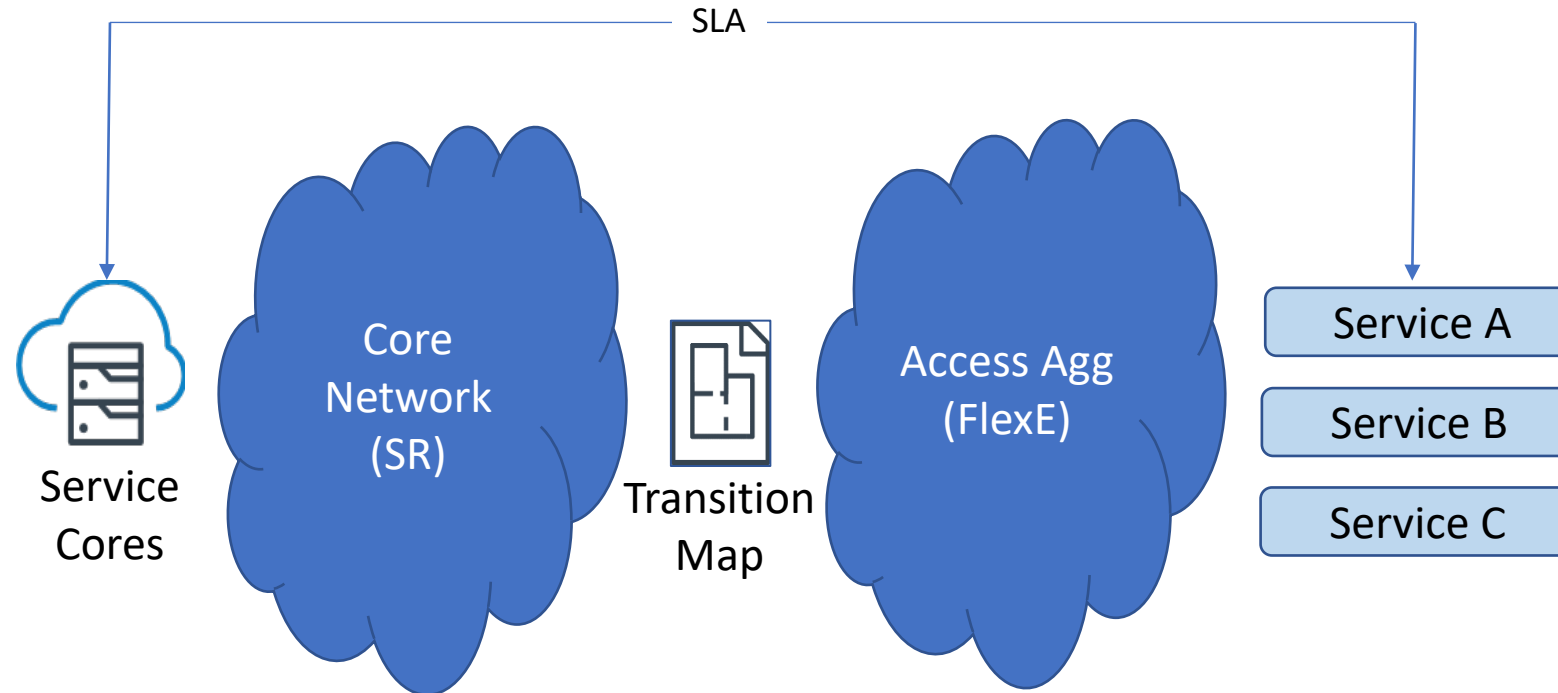 SLA
Service
Cores
Core
Network
(SR)
Transition
Map
Access Agg
(FlexE)
Service A
Service B
Service C